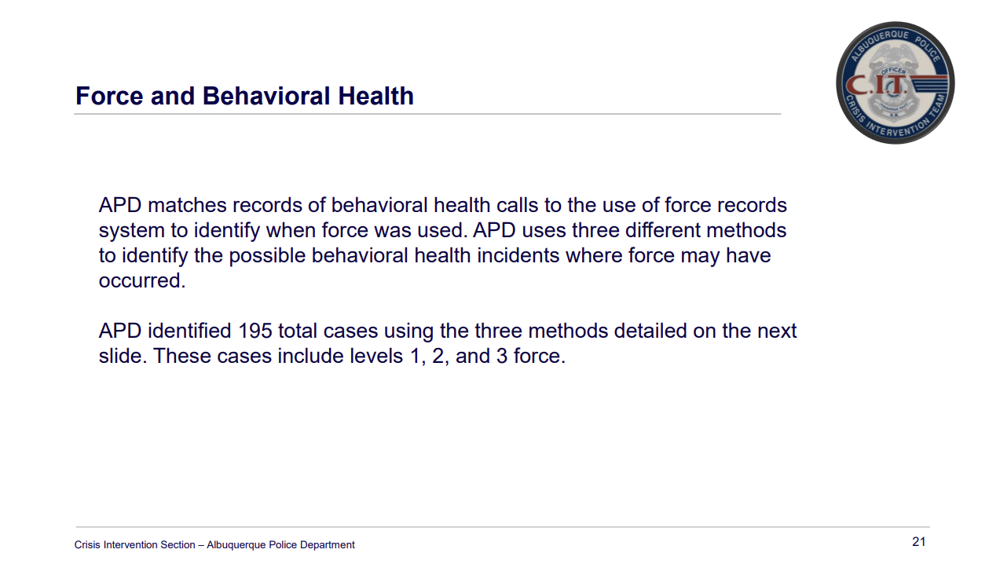 ALBUQUERQUE POLICE
OFFICER
C.I.T.
CRISIS INTERVENTION TEAM
Force and Behavioral Health
APD matches records of behavioral health calls to the use of force records
system to identify when force was used. APD uses three different methods
to identify the possible behavioral health incidents where force may have
occurred.
APD identified 195 total cases using the three methods detailed on the next
slide. These cases include levels 1, 2, and 3 force.
Crisis Intervention Section – Albuquerque Police Department
21